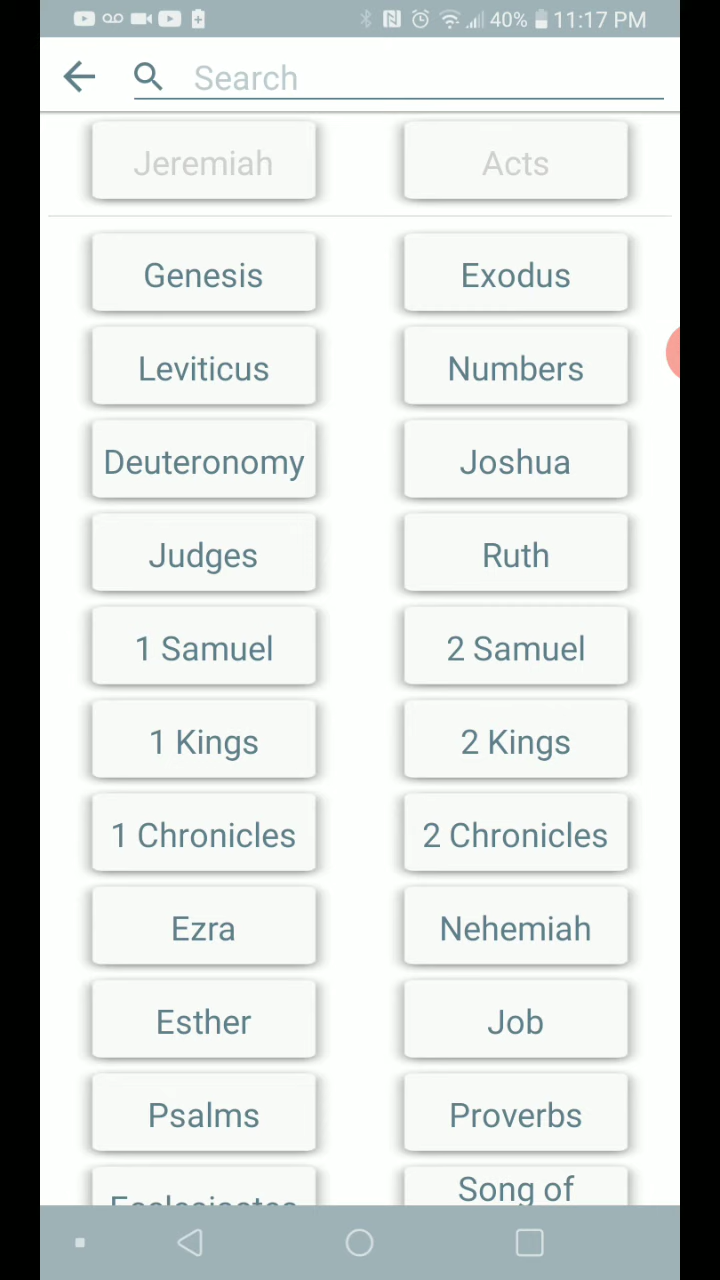 40% 11:17 PM
Search
Jeremiah Acts
Genesis Exodus
Leviticus Numbers
Deuteronomy Joshua
Judges Ruth
1 Samuel 2 Samuel
1 Kings 2 Kings
1 Chronicles 2 Chronicles
Ezra Nehemiah
Esther Job
Psalms Proverbs
Song of